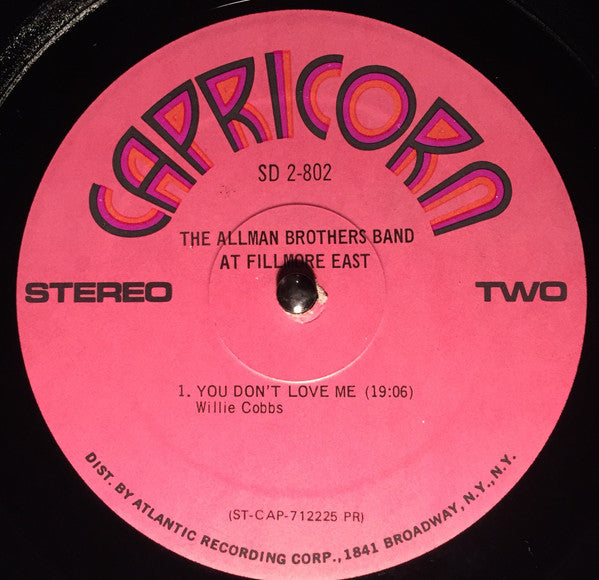 CAPRICORN
SD 2-802
THE ALLMAN BROTHERS BAND
AT FILLMORE EAST
STEREO
TWO
1. YOU DON'T LOVE ME (19:06)
Willie Cobbs
(ST-CAP-712225 PR)
DIST. BY ATLANTIC RECORDING CORP., 1841 BROADWAY, N.Y., N.Y.